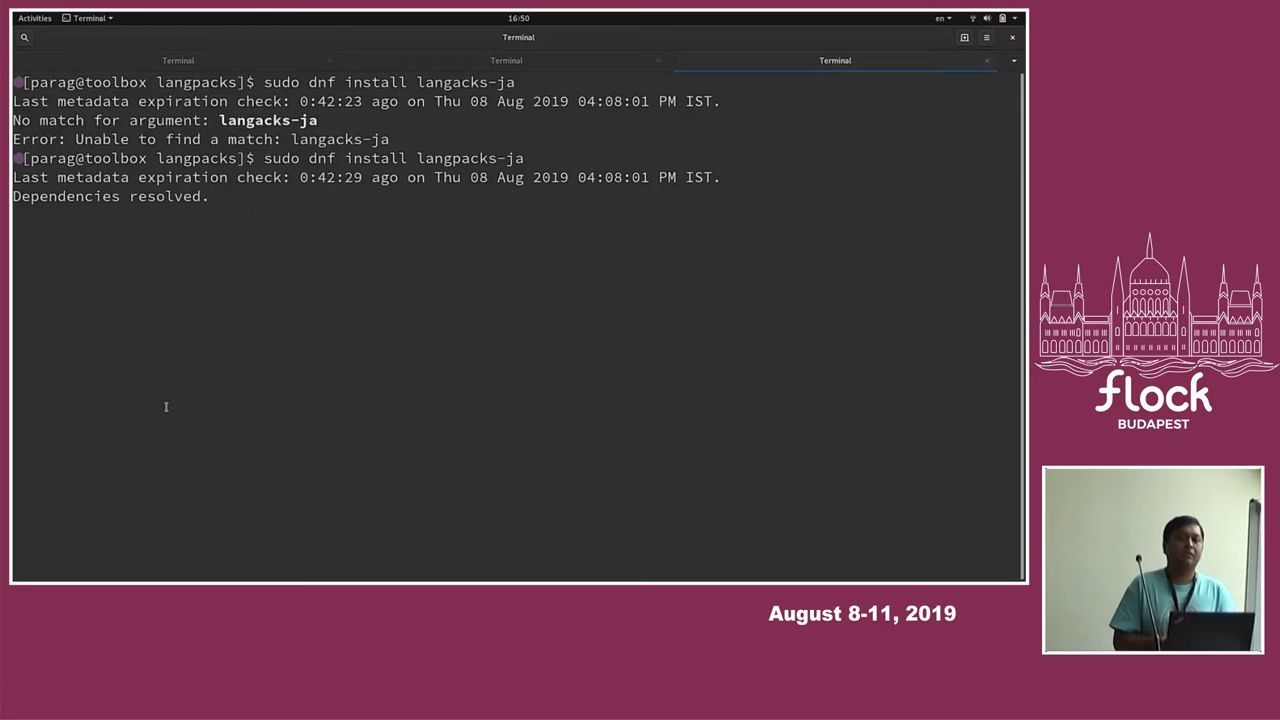 Activities Terminal 16:50 en
Terminal
Terminal Terminal Terminal
[parag@toolbox langpacks]$ sudo dnf install langacks-ja
Last metadata expiration check: 0:42:23 ago on Thu 08 Aug 2019 04:08:01 PM IST.
No match for argument: langacks-ja
Error: Unable to find a match: langacks-ja
[parag@toolbox langpacks]$ sudo dnf install langpacks-ja
Last metadata expiration check: 0:42:29 ago on Thu 08 Aug 2019 04:08:01 PM IST.
Dependencies resolved.
flock
BUDAPEST
August 8-11, 2019